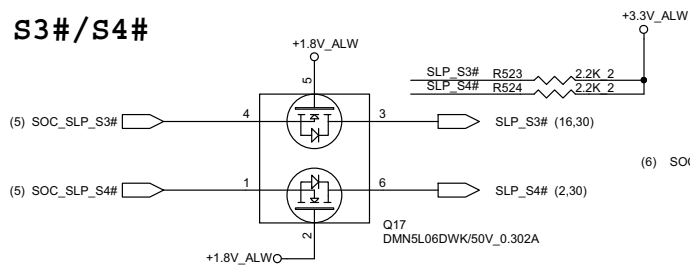 S3#/S4#
+3.3V_ALW
+1.8V_ALW
SLP_S3# R523 2.2K_2
SLP_S4# R524 2.2K_2
5
(5) SOC_SLP_S3# 4 3 SLP_S3# (16,30)
(6) SOC
(5) SOC_SLP_S4# 1 6 SLP_S4# (2,30)
2
Q17
DMN5L06DWK/50V_0.302A
+1.8V_ALW